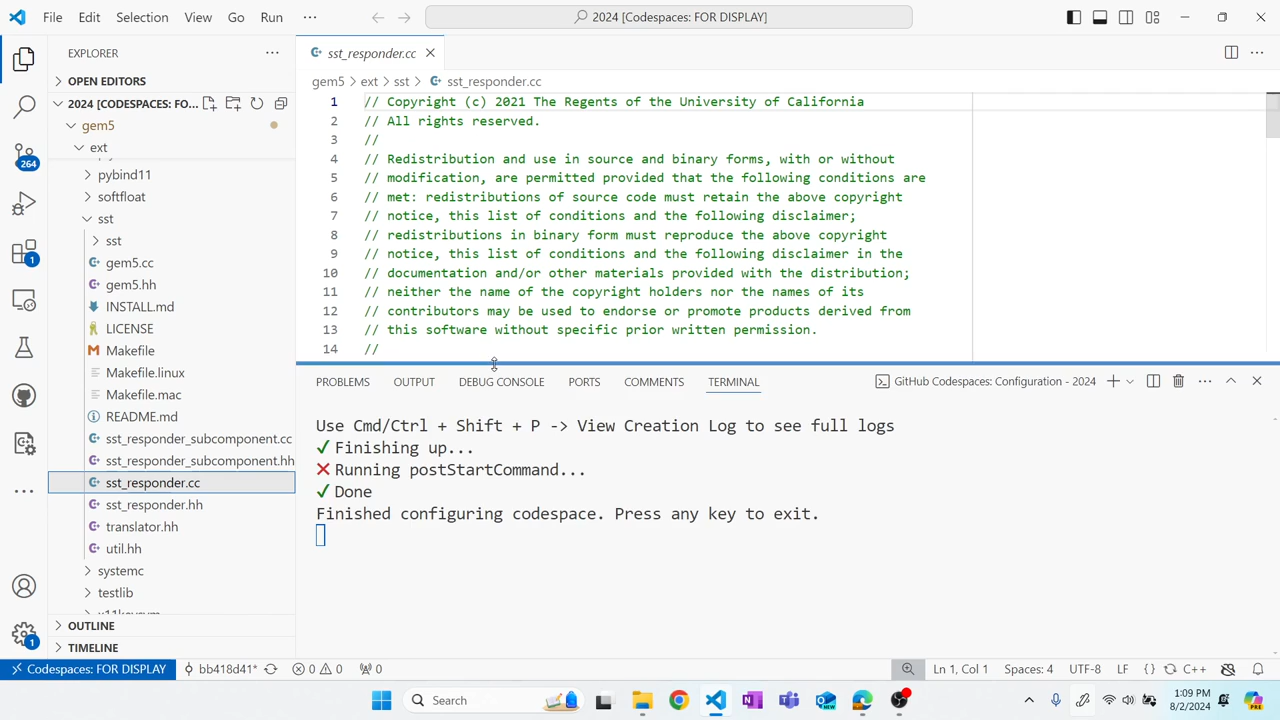 File Edit Selection View Go Run ··· 2024 [Codespaces: FOR DISPLAY]
EXPLORER
OPEN EDITORS
2024 [CODESPACES: FO...
gem5
ext
pybind11
softfloat
sst
sst
gem5.cc
gem5.hh
INSTALL.md
LICENSE
Makefile
Makefile.linux
Makefile.mac
README.md
sst_responder_subcomponent.cc
sst_responder_subcomponent.hh
sst_responder.cc
sst_responder.hh
translator.hh
util.hh
systemc
testlib
OUTLINE
TIMELINE
264
1
1
sst_responder.cc
gem5 > ext > sst > sst_responder.cc
1 // Copyright (c) 2021 The Regents of the University of California
2 // All rights reserved.
3 //
4 // Redistribution and use in source and binary forms, with or without
5 // modification, are permitted provided that the following conditions are
6 // met: redistributions of source code must retain the above copyright
7 // notice, this list of conditions and the following disclaimer;
8 // redistributions in binary form must reproduce the above copyright
9 // notice, this list of conditions and the following disclaimer in the
10 // documentation and/or other materials provided with the distribution;
11 // neither the name of the copyright holders nor the names of its
12 // contributors may be used to endorse or promote products derived from
13 // this software without specific prior written permission.
14 //
PROBLEMS OUTPUT DEBUG CONSOLE PORTS COMMENTS TERMINAL GitHub Codespaces: Configuration - 2024
Use Cmd/Ctrl + Shift + P -> View Creation Log to see full logs
✓ Finishing up...
✗ Running postStartCommand...
✓ Done
Finished configuring codespace. Press any key to exit.
Codespaces: FOR DISPLAY bb418d41* 0 0 0 Ln 1, Col 1 Spaces: 4 UTF-8 LF {} C++
Search
1:09 PM
8/2/2024